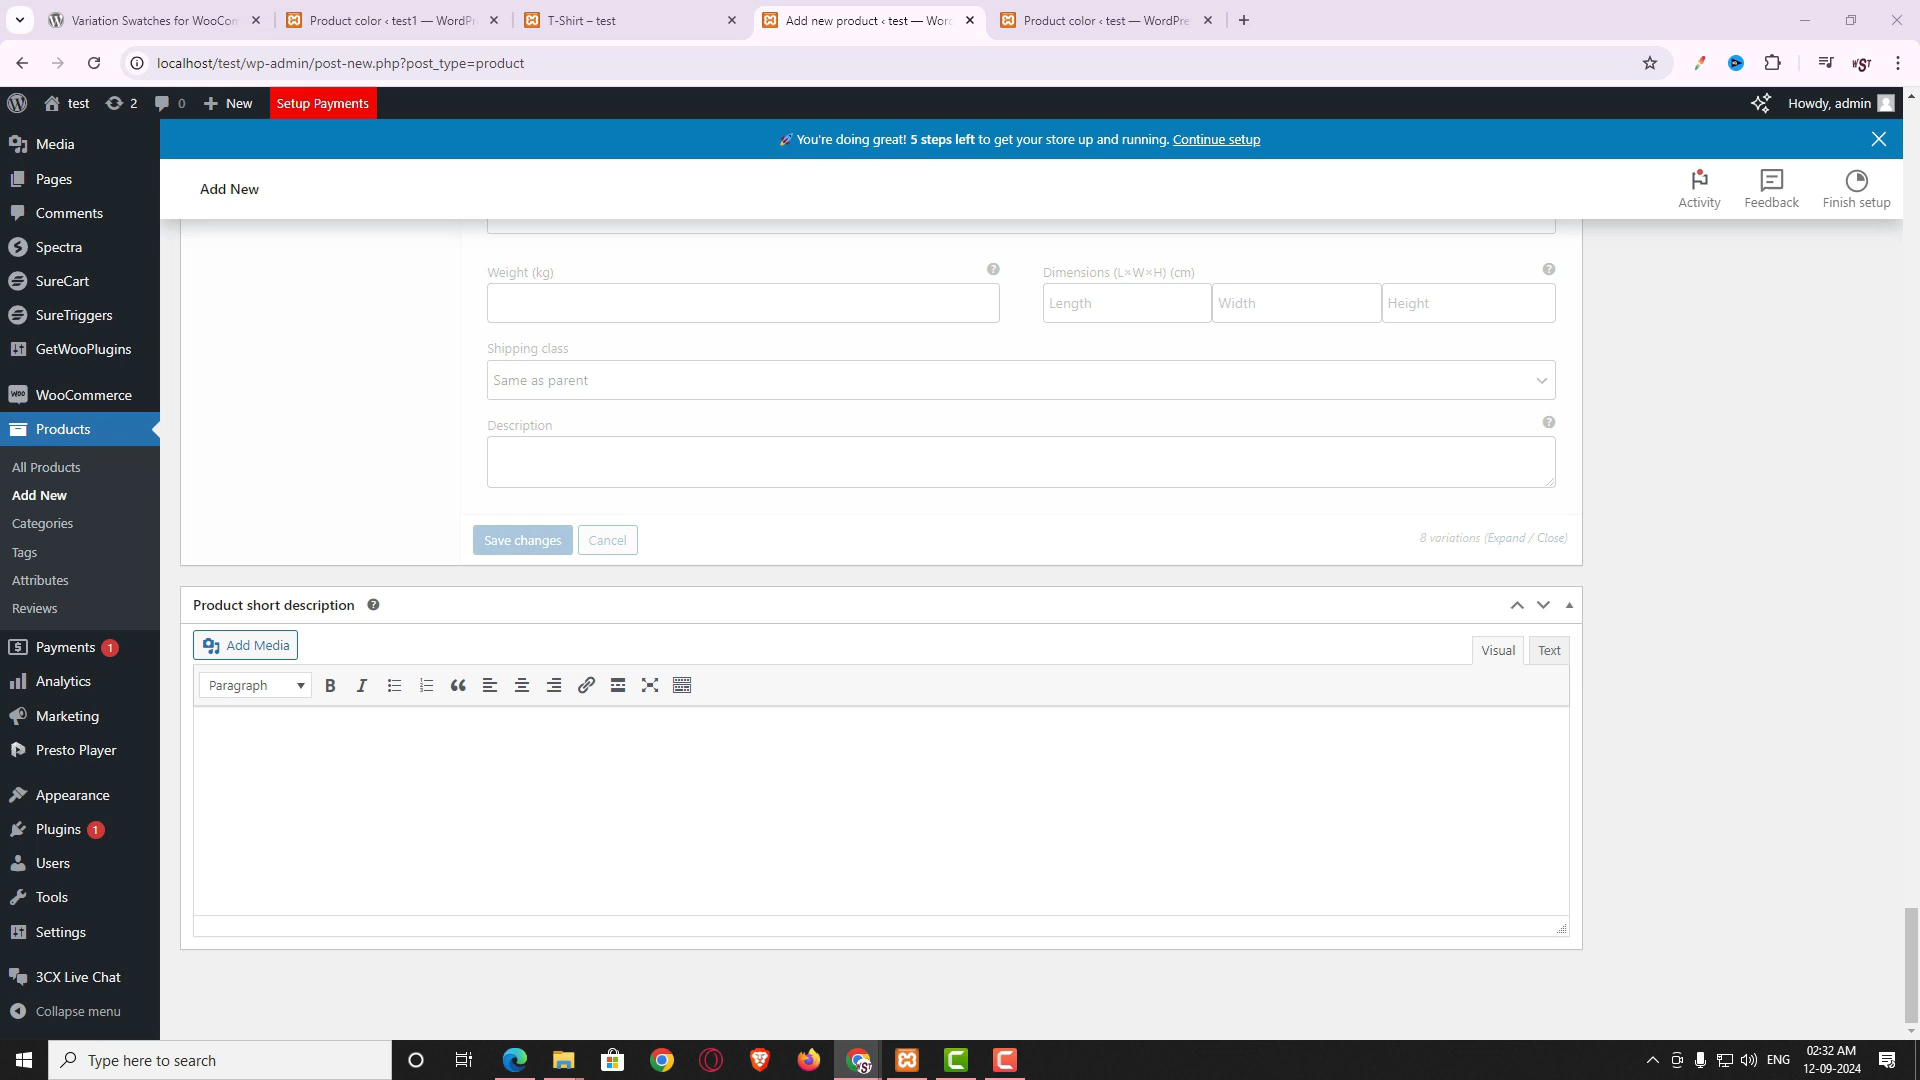 Variation Swatches for WooCom
Product color ‹ test1 — WordPr
T-Shirt – test
Add new product ‹ test — Word
Product color ‹ test — WordPre
localhost/test/wp-admin/post-new.php?post_type=product
test
2
0
New
Setup Payments
Howdy, admin
🚀 You're doing great! 5 steps left to get your store up and running. Continue setup
Add New
Activity
Feedback
Finish setup
Media
Pages
Comments
Spectra
SureCart
SureTriggers
GetWooPlugins
WooCommerce
Products
All Products
Add New
Categories
Tags
Attributes
Reviews
Payments 1
Analytics
Marketing
Presto Player
Appearance
Plugins 1
Users
Tools
Settings
3CX Live Chat
Collapse menu
Weight (kg)
Dimensions (L×W×H) (cm)
Length
Width
Height
Shipping class
Same as parent
Description
Save changes
Cancel
8 variations (Expand / Close)
Product short description
Add Media
Visual
Text
Paragraph
Type here to search
ENG
02:32 AM
12-09-2024